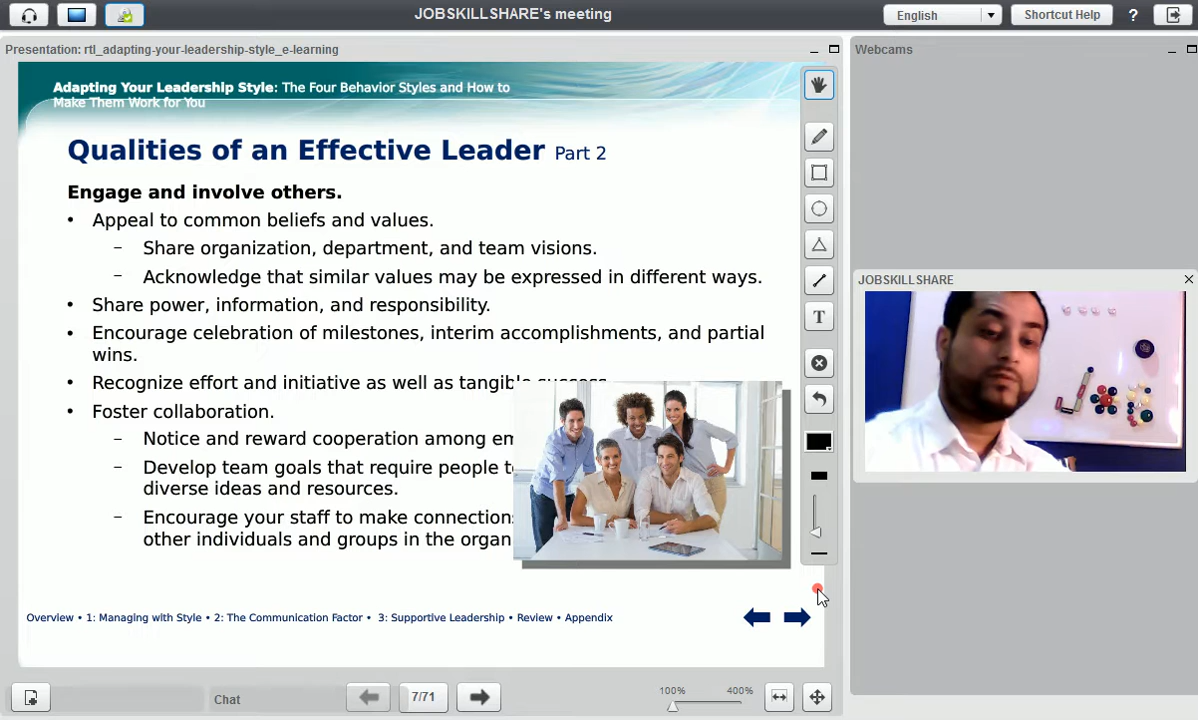 JOBSKILLSHARE's meeting
English
Shortcut Help
?
Presentation: rtl_adapting-your-leadership-style_e-learning
Webcams
Adapting Your Leadership Style: The Four Behavior Styles and How to
Make Them Work for You
Qualities of an Effective Leader Part 2
Engage and involve others.
• Appeal to common beliefs and values.
– Share organization, department, and team visions.
– Acknowledge that similar values may be expressed in different ways.
• Share power, information, and responsibility.
• Encourage celebration of milestones, interim accomplishments, and partial
wins.
• Recognize effort and initiative as well as tangible success.
• Foster collaboration.
– Notice and reward cooperation among em
– Develop team goals that require people t
diverse ideas and resources.
– Encourage your staff to make connection
other individuals and groups in the organ
T
JOBSKILLSHARE
Overview • 1: Managing with Style • 2: The Communication Factor • 3: Supportive Leadership • Review • Appendix
Chat
7/71
100%
400%